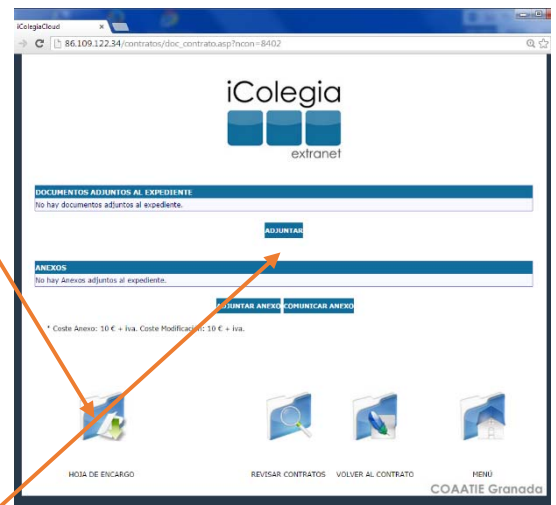 iColegiaCloud
86.109.122.34/contratos/doc_contrato.asp?ncon=8402
iColegia
extranet
DOCUMENTOS ADJUNTOS AL EXPEDIENTE
No hay documentos adjuntos al expediente.
ADJUNTAR
ANEXOS
No hay Anexos adjuntos al expediente.
ADJUNTAR ANEXO COMUNICAR ANEXO
* Coste Anexo: 10 € + iva. Coste Modificación: 10 € + iva.
HOJA DE ENCARGO REVISAR CONTRATOS VOLVER AL CONTRATO MENÚ
COAATIE Granada